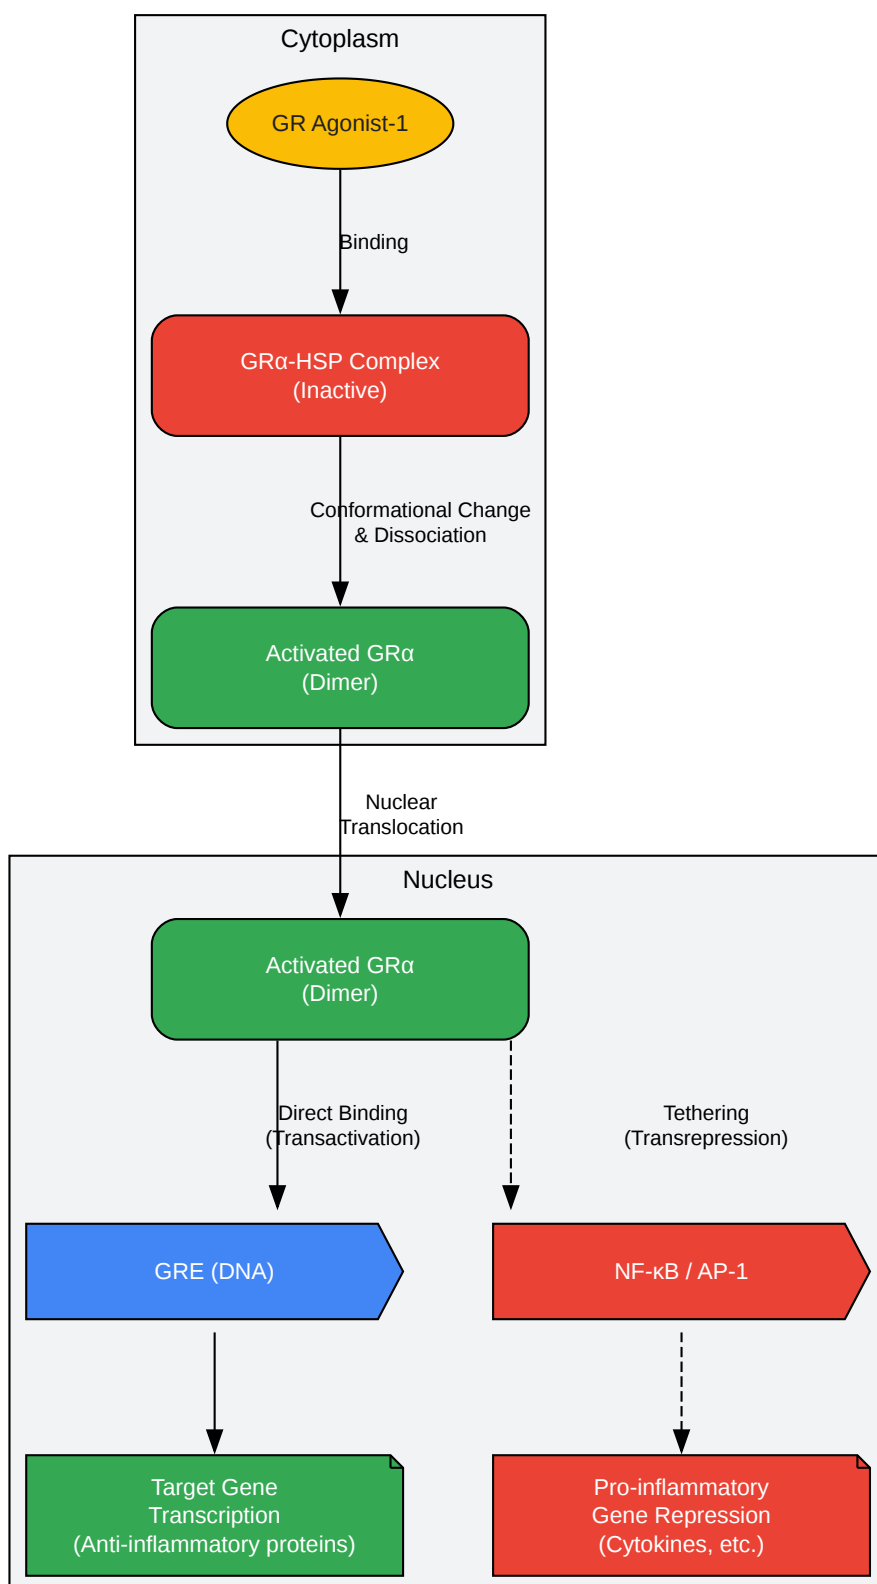 Cytoplasm
GR Agonist-1
Binding
GRα-HSP Complex
(Inactive)
Conformational Change
& Dissociation
Activated GRα
(Dimer)
Nuclear
Translocation
Nucleus
Activated GRα
(Dimer)
Direct Binding
(Transactivation)
Tethering
(Transrepression)
GRE (DNA)
NF-κB / AP-1
Target Gene
Transcription
(Anti-inflammatory proteins)
Pro-inflammatory
Gene Repression
(Cytokines, etc.)